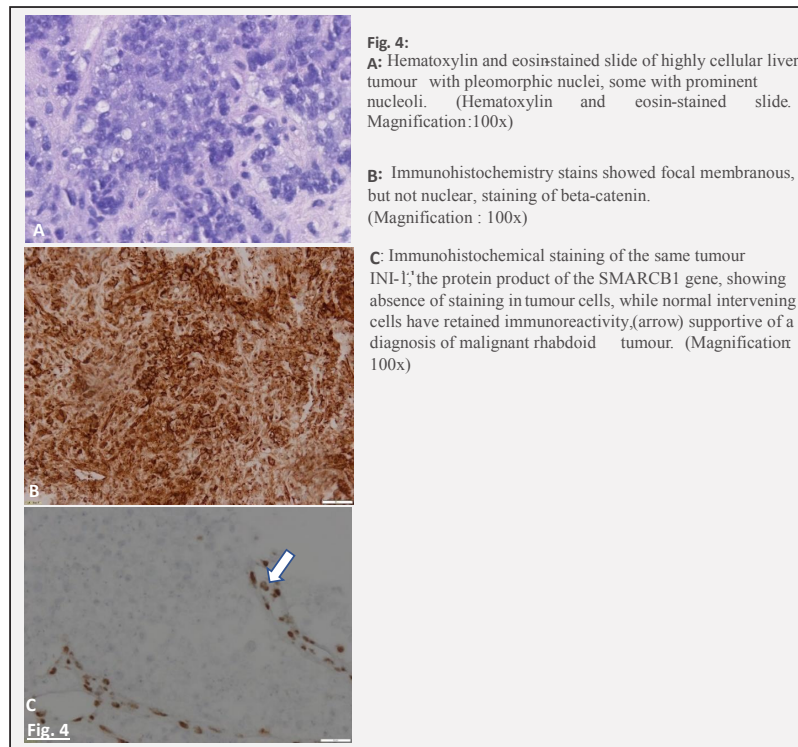 Fig. 4:
A: Hematoxylin and eosin-stained slide of highly cellular liver
tumour with pleomorphic nuclei, some with prominent
nucleoli. (Hematoxylin and eosin-stained slide.
Magnification:100x)
B: Immunohistochemistry stains showed focal membranous,
but not nuclear, staining of beta-catenin.
(Magnification : 100x)
C: Immunohistochemical staining of the same tumour
INI-1;' the protein product of the SMARCB1 gene, showing
absence of staining in tumour cells, while normal intervening
cells have retained immunoreactivity,(arrow) supportive of a
diagnosis of malignant rhabdoid tumour. (Magnification:
100x)
A
B
C
Fig. 4